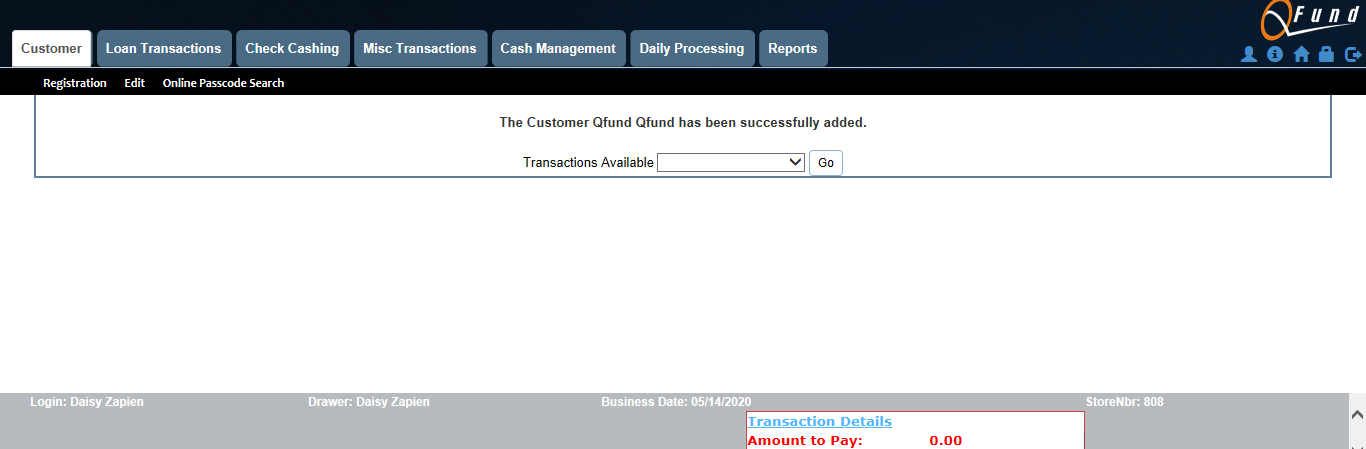 QFund
Customer Loan Transactions Check Cashing Misc Transactions Cash Management Daily Processing Reports
Registration Edit Online Passcode Search
The Customer Qfund Qfund has been successfully added.
Transactions Available Go
Login: Daisy Zapien Drawer: Daisy Zapien Business Date: 05/14/2020 StoreNbr: 808
Transaction Details
Amount to Pay: 0.00